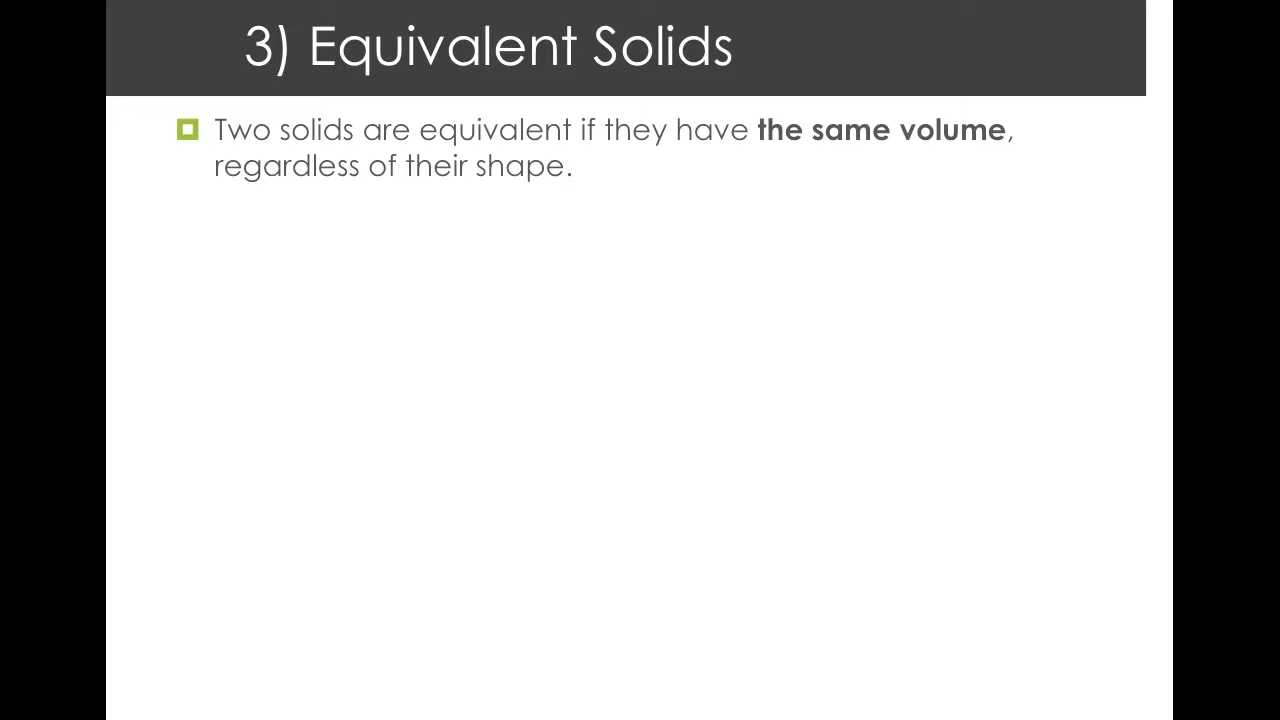 3) Equivalent Solids
Two solids are equivalent if they have the same volume,
regardless of their shape.